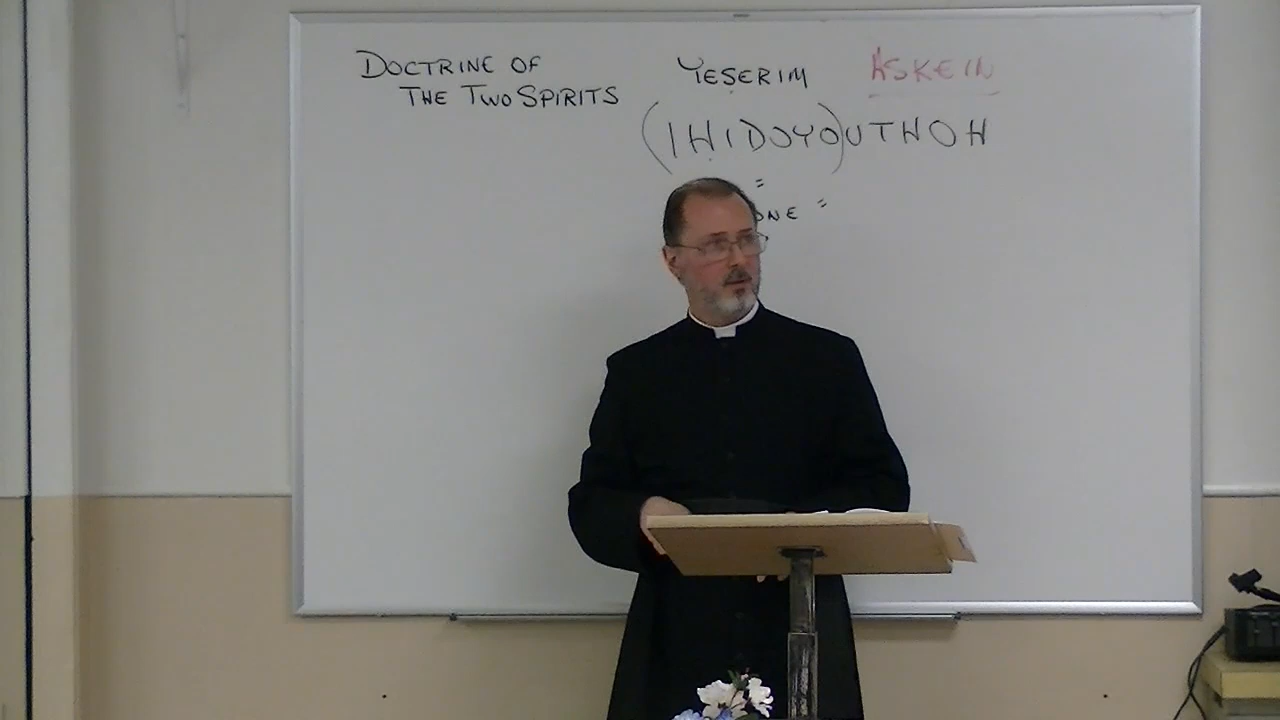 DOCTRINE OF
THE TWO SPIRITS
YESERIM
ASKEIN
(IHIDOYO)UTHOH
=
"